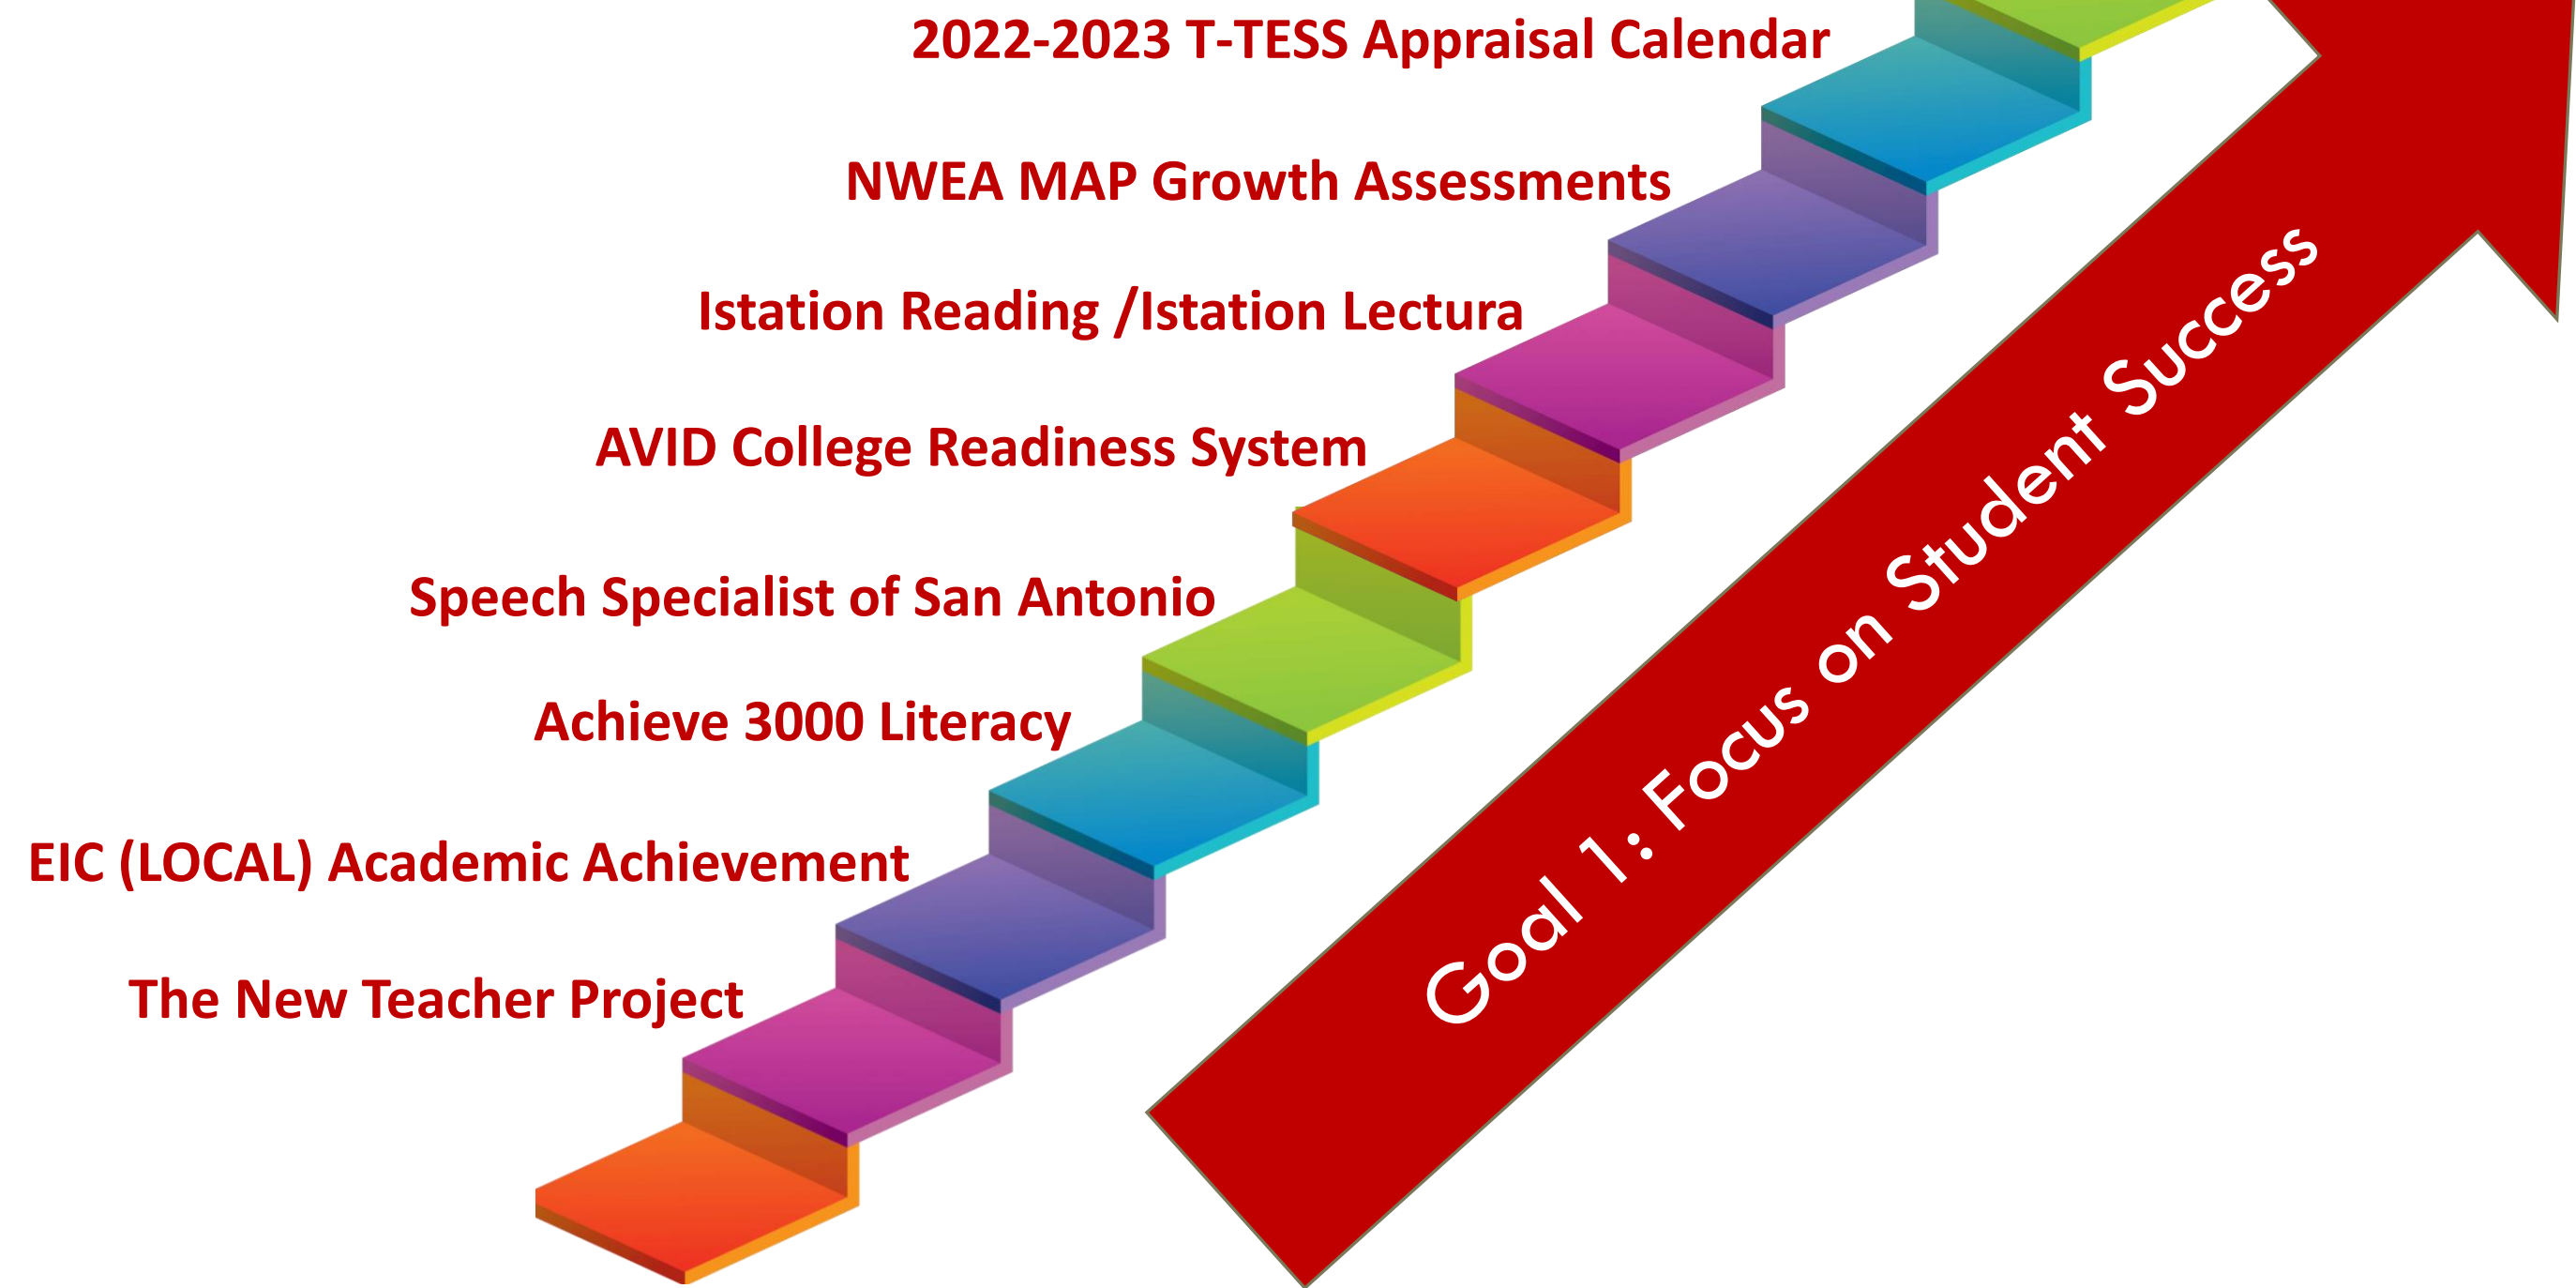 2022-2023 T-TESS Appraisal Calendar
NWEA MAP Growth Assessments
Istation Reading /Istation Lectura
AVID College Readiness System
Speech Specialist of San Antonio
Achieve 3000 Literacy
EIC (LOCAL) Academic Achievement
The New Teacher Project
Goal 1: Focus on Student Success